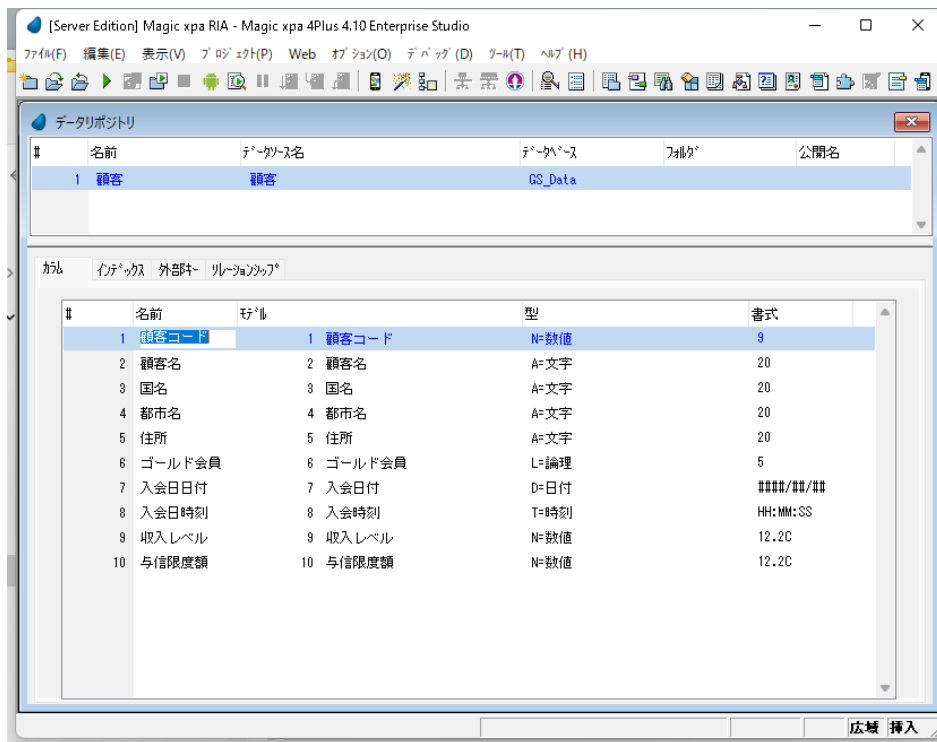 [Server Edition] Magic xpa RIA - Magic xpa 4Plus 4.10 Enterprise Studio
ﾌｧｲﾙ(F) 編集(E) 表示(V) ﾌﾟﾛｼﾞｪｸﾄ(P) Web ｵﾌﾟｼｮﾝ(O) ﾃﾞﾊﾞｯｸﾞ(D) ﾂｰﾙ(T) ﾍﾙﾌﾟ(H)
データリポジトリ
# 名前 ﾃﾞｰﾀｿｰｽ名 ﾃﾞｰﾀﾍﾞｰｽ ﾌｫﾙﾀﾞ 公開名
1 顧客 顧客 GS_Data
ｶﾗﾑ ｲﾝﾃﾞｯｸｽ 外部ｷｰ ﾘﾚｰｼｮﾝｼｯﾌﾟ
# 名前 ﾓﾃﾞﾙ 型 書式
1 顧客コード 1 顧客コード N=数値 9
2 顧客名 2 顧客名 A=文字 20
3 国名 3 国名 A=文字 20
4 都市名 4 都市名 A=文字 20
5 住所 5 住所 A=文字 20
6 ゴールド会員 6 ゴールド会員 L=論理 5
7 入会日日付 7 入会日付 D=日付 ####/##/##
8 入会日時刻 8 入会時刻 T=時刻 HH:MM:SS
9 収入レベル 9 収入レベル N=数値 12.2C
10 与信限度額 10 与信限度額 N=数値 12.2C
広域 挿入